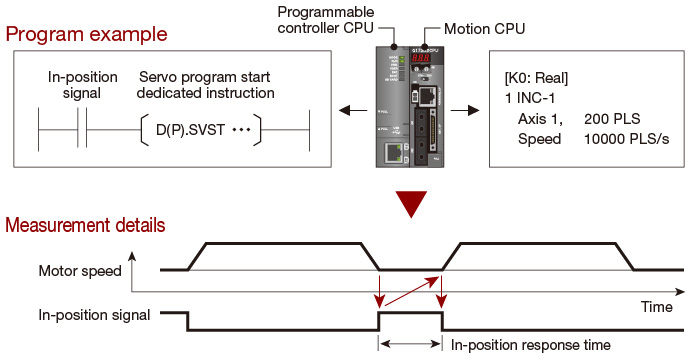 Programmable
controller CPU
Motion CPU
Program example
In-position
signal
Servo program start
dedicated instruction
D(P).SVST ･･･
[K0: Real]
1 INC-1
Axis 1, 200 PLS
Speed 10000 PLS/s
Measurement details
Motor speed
Time
In-position signal
In-position response time